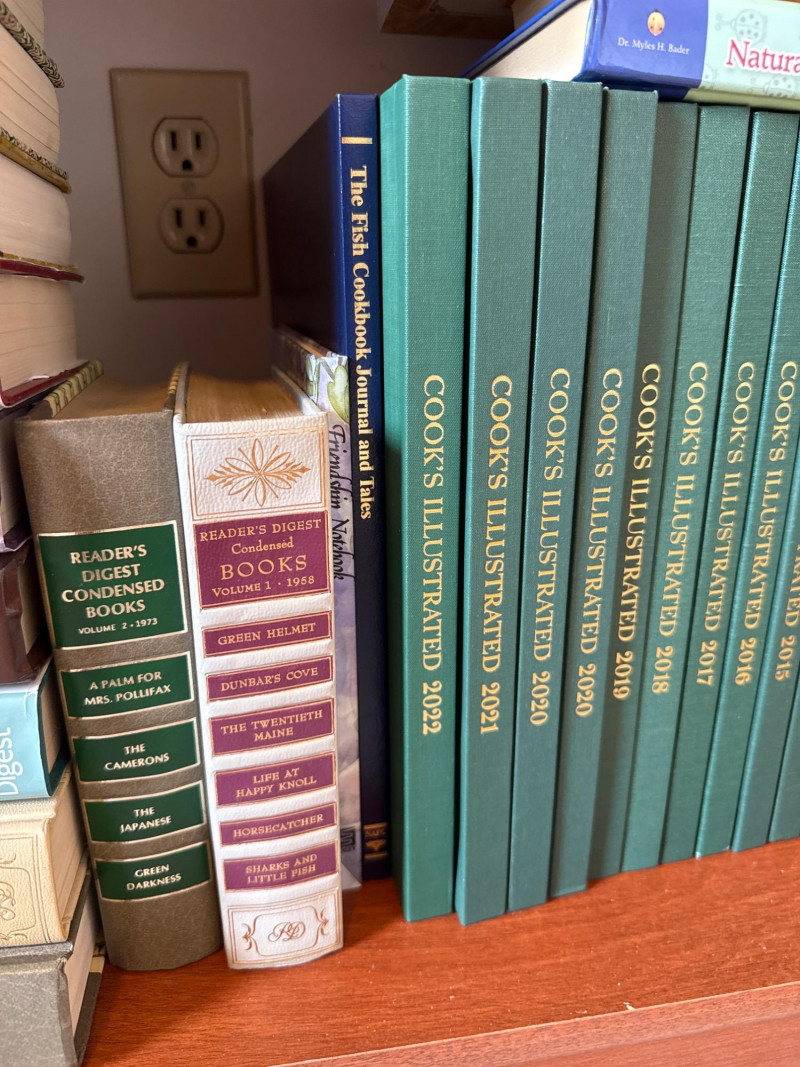 Dr. Myles H. Bader
Natura
Digest
READER'S
DIGEST
CONDENSED
BOOKS
VOLUME 2 • 1973
A PALM FOR
MRS. POLLIFAX
THE
CAMERONS
THE
JAPANESE
GREEN
DARKNESS
READER'S DIGEST
Condensed
BOOKS
VOLUME 1 • 1958
GREEN HELMET
DUNBAR'S COVE
THE TWENTIETH
MAINE
LIFE AT
HAPPY KNOLL
HORSECATCHER
SHARKS AND
LITTLE FISH
RD
Friendship Notebook
The Fish Cookbook Journal and Tales
COOK'S ILLUSTRATED 2022
COOK'S ILLUSTRATED 2021
COOK'S ILLUSTRATED 2020
COOK'S ILLUSTRATED 2020
COOK'S ILLUSTRATED 2019
COOK'S ILLUSTRATED 2018
COOK'S ILLUSTRATED 2017
COOK'S ILLUSTRATED 2016
COOK'S ILLUSTRATED 2015